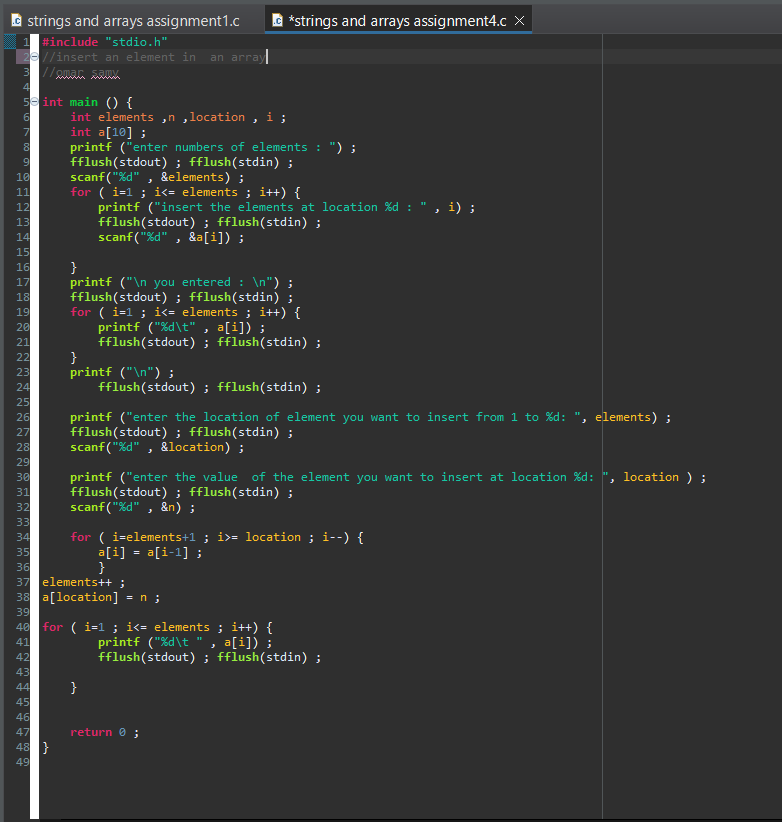 strings and arrays assignment1.c *strings and arrays assignment4.c
1 #include "stdio.h"
2 //insert an element in  an array
3 //omar samy
4
5 int main () {
6 int elements ,n ,location , i ;
7 int a[10] ;
8 printf ("enter numbers of elements : ") ;
9 fflush(stdout) ; fflush(stdin) ;
10 scanf("%d" , &elements) ;
11 for ( i=1 ; i<= elements ; i++) {
12 printf ("insert the elements at location %d : " , i) ;
13 fflush(stdout) ; fflush(stdin) ;
14 scanf("%d" , &a[i]) ;
15
16 }
17 printf ("\n you entered : \n") ;
18 fflush(stdout) ; fflush(stdin) ;
19 for ( i=1 ; i<= elements ; i++) {
20 printf ("%d\t" , a[i]) ;
21 fflush(stdout) ; fflush(stdin) ;
22 }
23 printf ("\n") ;
24 fflush(stdout) ; fflush(stdin) ;
25
26 printf ("enter the location of element you want to insert from 1 to %d: ", elements) ;
27 fflush(stdout) ; fflush(stdin) ;
28 scanf("%d" , &location) ;
29
30 printf ("enter the value  of the element you want to insert at location %d: ", location ) ;
31 fflush(stdout) ; fflush(stdin) ;
32 scanf("%d" , &n) ;
33
34 for ( i=elements+1 ; i>= location ; i--) {
35 a[i] = a[i-1] ;
36 }
37 elements++ ;
38 a[location] = n ;
39
40 for ( i=1 ; i<= elements ; i++) {
41 printf ("%d\t " , a[i]) ;
42 fflush(stdout) ; fflush(stdin) ;
43
44 }
45
46
47 return 0 ;
48 }
49